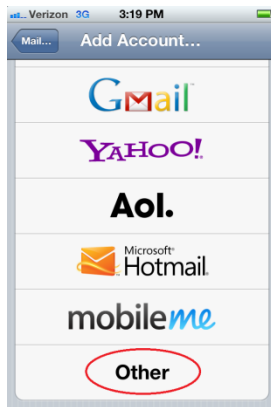 Verizon 3G 3:19 PM
Mail... Add Account...
Gmail
YAHOO!
Aol.
Microsoft®
Hotmail
mobileme
Other